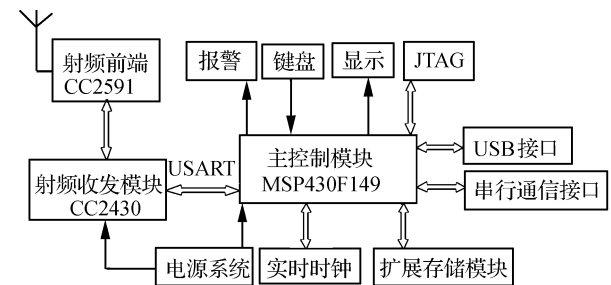 射频前端
CC2591
报警
键盘
显示
JTAG
USB接口
主控制模块
MSP430F149
USART
射频收发模块
CC2430
串行通信接口
电源系统
实时时钟
扩展存储模块